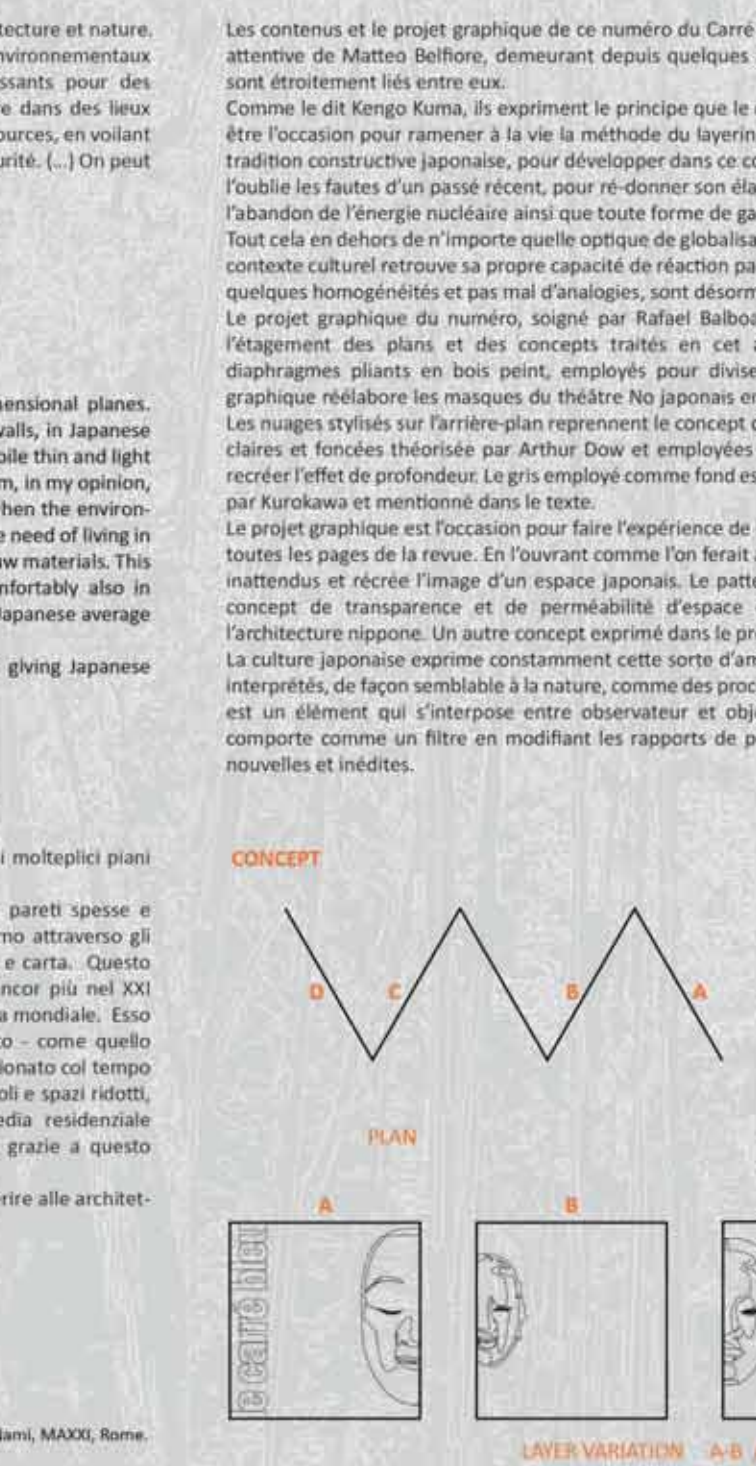 tecture et nature.
nvironnementaux
ssants pour des
e dans des lieux
ources, en voilant
urité. (...) On peut
ensional planes.
valls, in Japanese
bile thin and light
m, in my opinion,
hen the environ-
e need of living in
aw materials. This
nfortably also in
Japanese average
giving Japanese
i molteplici piani
pareti spesse e
mo attraverso gli
e carta. Questo
ncor più nel XXI
a mondiale. Esso
to - come quello
ionato col tempo
oli e spazi ridotti,
edia residenziale
grazie a questo
rire alle architet-
lami, MAXXI, Rome.
Les contenus et le projet graphique de ce numéro du Carré
attentive de Matteo Belfiore, demeurant depuis quelques
sont étroitement liés entre eux.
Comme le dit Kengo Kuma, ils expriment le principe que le
être l'occasion pour ramener à la vie la méthode du layerin
tradition constructive japonaise, pour développer dans ce co
l'oublie les fautes d'un passé récent, pour ré-donner son éla
l'abandon de l'énergie nucléaire ainsi que toute forme de ga
Tout cela en dehors de n'importe quelle optique de globalisa
contexte culturel retrouve sa propre capacité de réaction pa
quelques homogénéités et pas mal d'analogies, sont désorm
Le projet graphique du numéro, soigné par Rafael Balboa
l'étagement des plans et des concepts traités en cet a
diaphragmes pliants en bois peint, employés pour divise
graphique réélabore les masques du théâtre No japonais en
Les nuages stylisés sur l'arrière-plan reprennent le concept d
claires et foncées théorisée par Arthur Dow et employées
recréer l'effet de profondeur. Le gris employé comme fond es
par Kurokawa et mentionné dans le texte.
Le projet graphique est l'occasion pour faire l'expérience de
toutes les pages de la revue. En l'ouvrant comme l'on ferait
inattendus et récrée l'image d'un espace japonais. Le patte
concept de transparence et de perméabilité d'espace
l'architecture nippone. Un autre concept exprimé dans le pr
La culture japonaise exprime constamment cette sorte d'am
interprétés, de façon semblable à la nature, comme des proc
est un élément qui s'interpose entre observateur et obj
comporte comme un filtre en modifiant les rapports de p
nouvelles et inédites.
CONCEPT
D C B A
PLAN
A B
le carré bleu
LAYER VARIATION A-B